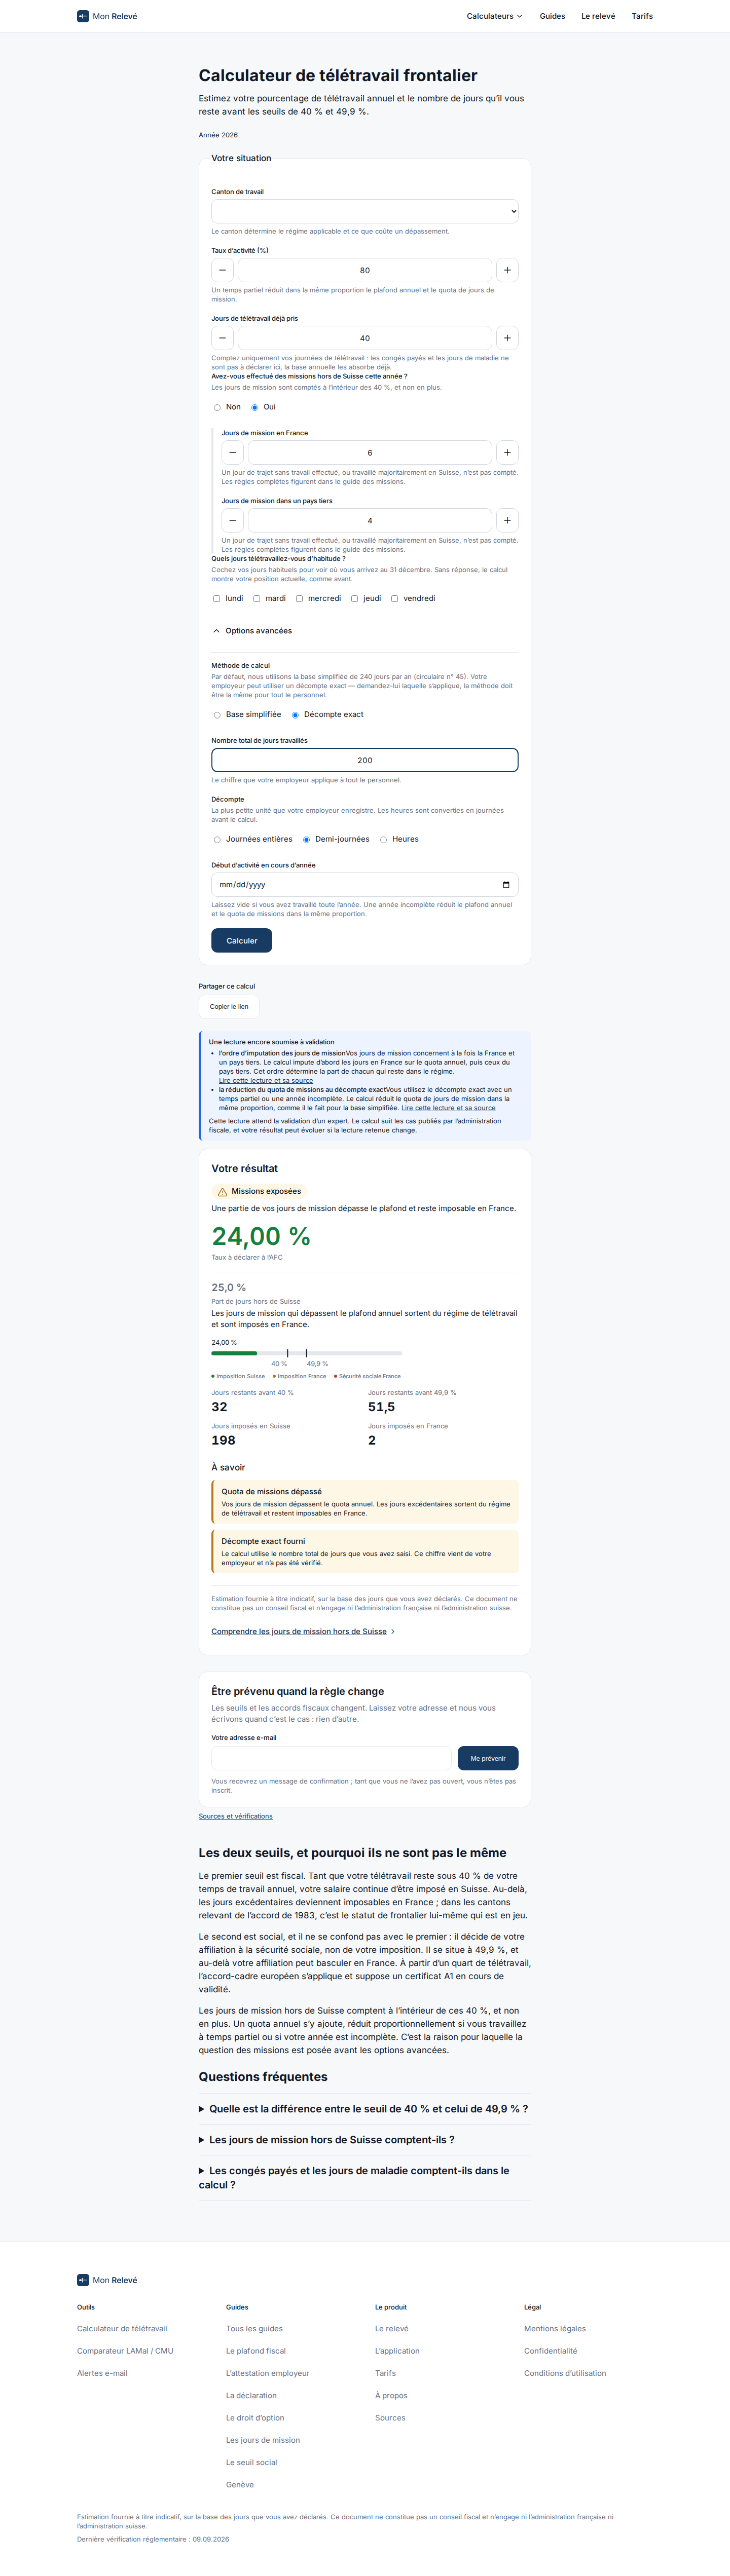 Mon Relevé
Calculateurs
Guides
Le relevé
Tarifs
Calculateur de télétravail frontalier
Estimez votre pourcentage de télétravail annuel et le nombre de jours qu’il vous
reste avant les seuils de 40 % et 49,9 %.
Année 2026
Votre situation
Canton de travail
Le canton détermine le régime applicable et ce que coûte un dépassement.
Taux d’activité (%)
80
Un temps partiel réduit dans la même proportion le plafond annuel et le quota de jours de
mission.
Jours de télétravail déjà pris
40
Comptez uniquement vos journées de télétravail : les congés payés et les jours de maladie ne
sont pas à déclarer ici, la base annuelle les absorbe déjà.
Avez-vous effectué des missions hors de Suisse cette année ?
Les jours de mission sont comptés à l’intérieur des 40 %, et non en plus.
Non
Oui
Jours de mission en France
6
Un jour de trajet sans travail effectué, ou travaillé majoritairement en Suisse, n’est pas compté.
Les règles complètes figurent dans le guide des missions.
Jours de mission dans un pays tiers
4
Un jour de trajet sans travail effectué, ou travaillé majoritairement en Suisse, n’est pas compté.
Les règles complètes figurent dans le guide des missions.
Quels jours télétravaillez-vous d’habitude ?
Cochez vos jours habituels pour voir où vous arrivez au 31 décembre. Sans réponse, le calcul
montre votre position actuelle, comme avant.
lundi
mardi
mercredi
jeudi
vendredi
Options avancées
Méthode de calcul
Par défaut, nous utilisons la base simplifiée de 240 jours par an (circulaire n° 45). Votre
employeur peut utiliser un décompte exact — demandez-lui laquelle s’applique, la méthode doit
être la même pour tout le personnel.
Base simplifiée
Décompte exact
Nombre total de jours travaillés
200
Le chiffre que votre employeur applique à tout le personnel.
Décompte
La plus petite unité que votre employeur enregistre. Les heures sont converties en journées
avant le calcul.
Journées entières
Demi-journées
Heures
Début d’activité en cours d’année
mm/dd/yyyy
Laissez vide si vous avez travaillé toute l’année. Une année incomplète réduit le plafond annuel
et le quota de missions dans la même proportion.
Calculer
Partager ce calcul
Copier le lien
Une lecture encore soumise à validation
l’ordre d’imputation des jours de missionVos jours de mission concernent à la fois la France et
un pays tiers. Le calcul impute d’abord les jours en France sur le quota annuel, puis ceux du
pays tiers. Cet ordre détermine la part de chacun qui reste dans le régime.
Lire cette lecture et sa source
la réduction du quota de missions au décompte exactVous utilisez le décompte exact avec un
temps partiel ou une année incomplète. Le calcul réduit le quota de jours de mission dans la
même proportion, comme il le fait pour la base simplifiée. Lire cette lecture et sa source
Cette lecture attend la validation d’un expert. Le calcul suit les cas publiés par l’administration
fiscale, et votre résultat peut évoluer si la lecture retenue change.
Votre résultat
Missions exposées
Une partie de vos jours de mission dépasse le plafond et reste imposable en France.
24,00 %
Taux à déclarer à l’AFC
25,0 %
Part de jours hors de Suisse
Les jours de mission qui dépassent le plafond annuel sortent du régime de télétravail
et sont imposés en France.
24,00 %
40 %
49,9 %
Imposition Suisse
Imposition France
Sécurité sociale France
Jours restants avant 40 %
Jours restants avant 49,9 %
32
51,5
Jours imposés en Suisse
Jours imposés en France
198
2
À savoir
Quota de missions dépassé
Vos jours de mission dépassent le quota annuel. Les jours excédentaires sortent du régime
de télétravail et restent imposables en France.
Décompte exact fourni
Le calcul utilise le nombre total de jours que vous avez saisi. Ce chiffre vient de votre
employeur et n’a pas été vérifié.
Estimation fournie à titre indicatif, sur la base des jours que vous avez déclarés. Ce document ne
constitue pas un conseil fiscal et n’engage ni l’administration française ni l’administration suisse.
Comprendre les jours de mission hors de Suisse
Être prévenu quand la règle change
Les seuils et les accords fiscaux changent. Laissez votre adresse et nous vous
écrivons quand c’est le cas : rien d’autre.
Votre adresse e-mail
Me prévenir
Vous recevrez un message de confirmation ; tant que vous ne l’avez pas ouvert, vous n’êtes pas
inscrit.
Sources et vérifications
Les deux seuils, et pourquoi ils ne sont pas le même
Le premier seuil est fiscal. Tant que votre télétravail reste sous 40 % de votre
temps de travail annuel, votre salaire continue d’être imposé en Suisse. Au-delà,
les jours excédentaires deviennent imposables en France ; dans les cantons
relevant de l’accord de 1983, c’est le statut de frontalier lui-même qui est en jeu.
Le second est social, et il ne se confond pas avec le premier : il décide de votre
affiliation à la sécurité sociale, non de votre imposition. Il se situe à 49,9 %, et
au-delà votre affiliation peut basculer en France. À partir d’un quart de télétravail,
l’accord-cadre européen s’applique et suppose un certificat A1 en cours de
validité.
Les jours de mission hors de Suisse comptent à l’intérieur de ces 40 %, et non
en plus. Un quota annuel s’y ajoute, réduit proportionnellement si vous travaillez
à temps partiel ou si votre année est incomplète. C’est la raison pour laquelle la
question des missions est posée avant les options avancées.
Questions fréquentes
Quelle est la différence entre le seuil de 40 % et celui de 49,9 % ?
Les jours de mission hors de Suisse comptent-ils ?
Les congés payés et les jours de maladie comptent-ils dans le
calcul ?
Mon Relevé
Outils
Calculateur de télétravail
Comparateur LAMal / CMU
Alertes e-mail
Guides
Tous les guides
Le plafond fiscal
L’attestation employeur
La déclaration
Le droit d’option
Les jours de mission
Le seuil social
Genève
Le produit
Le relevé
L’application
Tarifs
À propos
Sources
Légal
Mentions légales
Confidentialité
Conditions d’utilisation
Estimation fournie à titre indicatif, sur la base des jours que vous avez déclarés. Ce document ne constitue pas un conseil fiscal et n’engage ni l’administration française ni
l’administration suisse.
Dernière vérification réglementaire : 09.09.2026